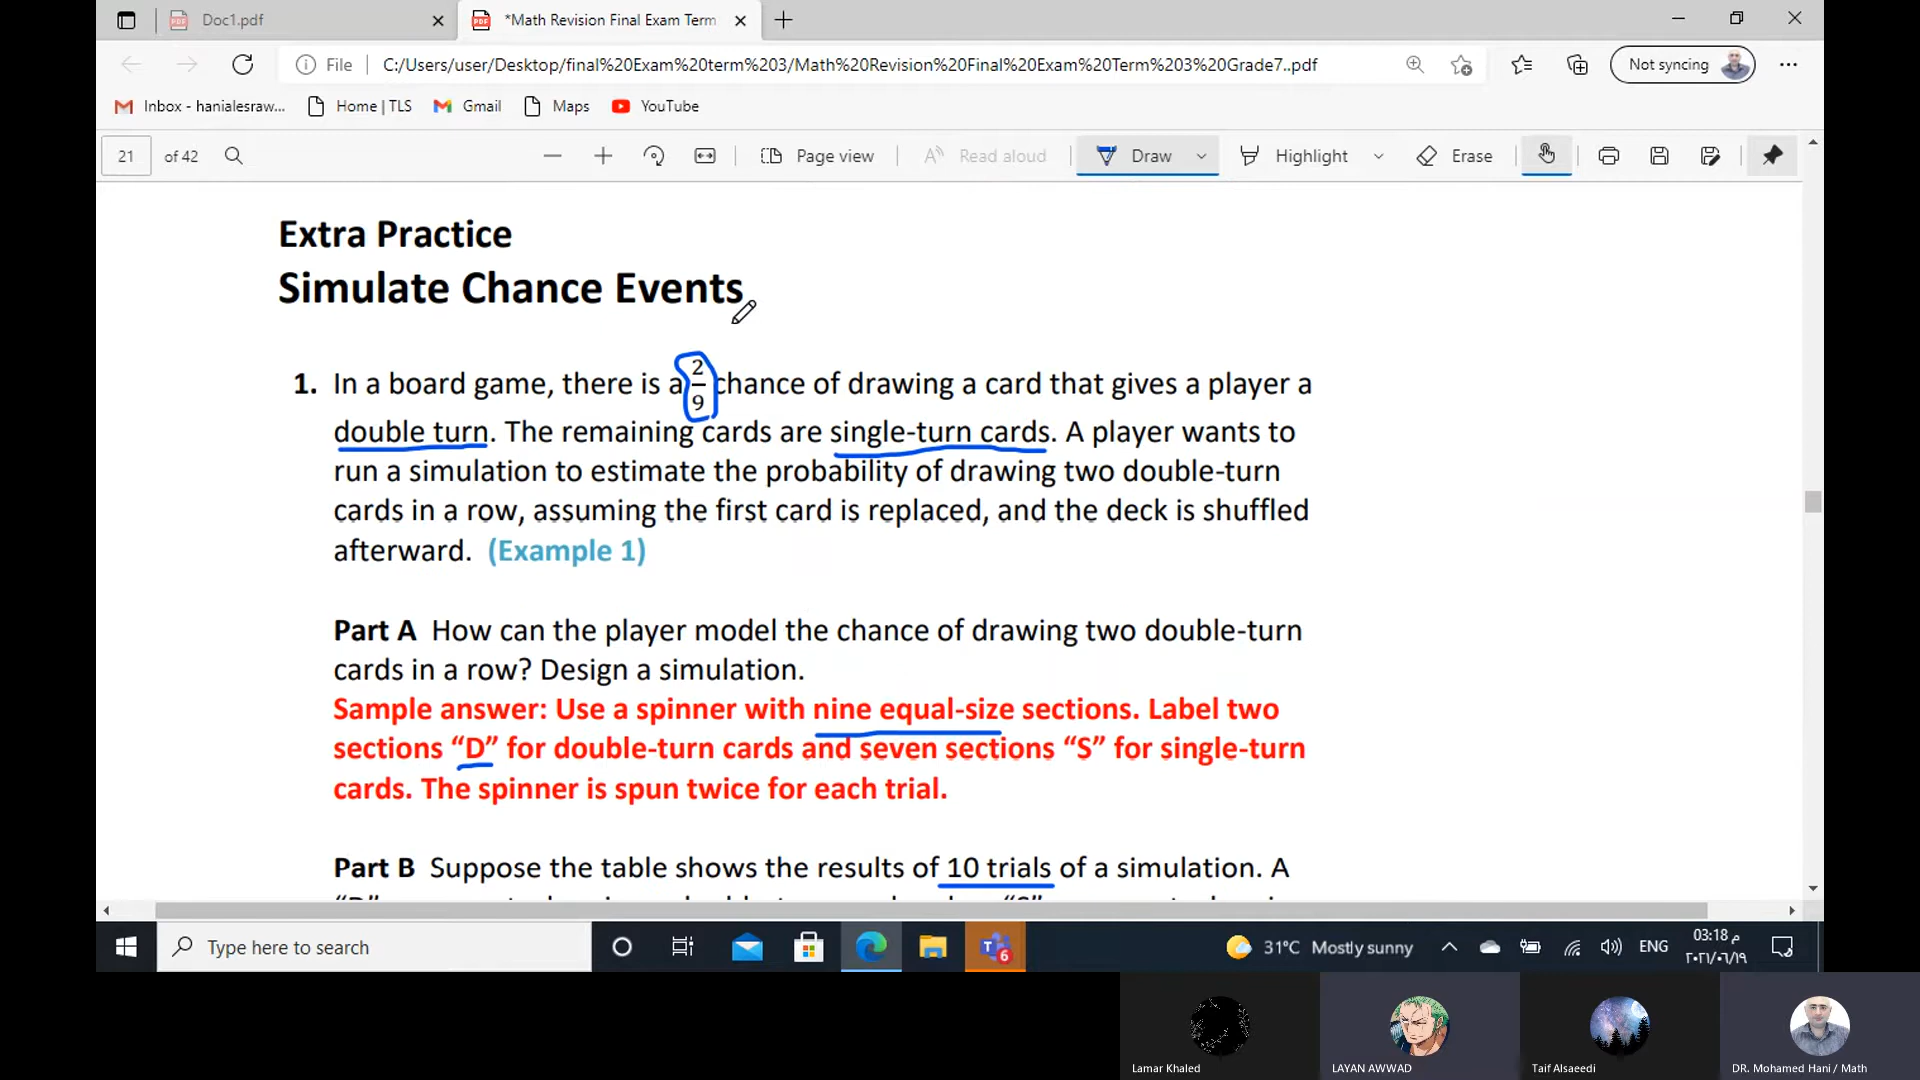 Doc1.pdf
*Math Revision Final Exam Term
File
C:/Users/user/Desktop/final%20Exam%20term%203/Math%20Revision%20Final%20Exam%20Term%203%20Grade7..pdf
Not syncing
Inbox - hanialesraw...
Home | TLS
Gmail
Maps
YouTube
21 of 42
Page view
Read aloud
Draw
Highlight
Erase
Extra Practice
Simulate Chance Events
1. In a board game, there is a 2/9 chance of drawing a card that gives a player a
double turn. The remaining cards are single-turn cards. A player wants to
run a simulation to estimate the probability of drawing two double-turn
cards in a row, assuming the first card is replaced, and the deck is shuffled
afterward. (Example 1)
Part A How can the player model the chance of drawing two double-turn
cards in a row? Design a simulation.
Sample answer: Use a spinner with nine equal-size sections. Label two
sections “D” for double-turn cards and seven sections “S” for single-turn
cards. The spinner is spun twice for each trial.
Part B Suppose the table shows the results of 10 trials of a simulation. A
Type here to search
6
31°C Mostly sunny
ENG
03:18 م
٢٠٢١/٠٦/١٩
Lamar Khaled
LAYAN AWWAD
Taif Alsaeedi
DR. Mohamed Hani / Math